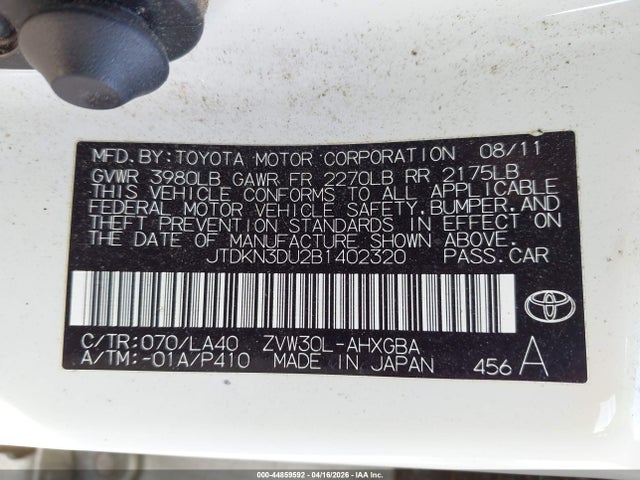 MFD.BY:TOYOTA MOTOR CORPORATION 08/11
GVWR 3980LB GAWR FR 2270LB RR 2175LB
THIS VEHICLE CONFORMS TO ALL APPLICABLE
FEDERAL MOTOR VEHICLE SAFETY,BUMPER,AND
THEFT PREVENTION STANDARDS IN EFFECT ON
THE DATE OF MANUFACTURE SHOWN ABOVE.
JTDKN3DU2B1402320 PASS.CAR
C/TR:070/LA40 ZVW30L-AHXGBA
A/TM:-01A/P410 MADE IN JAPAN 456 A
000-44859592 - 04/16/2026 - IAA Inc.